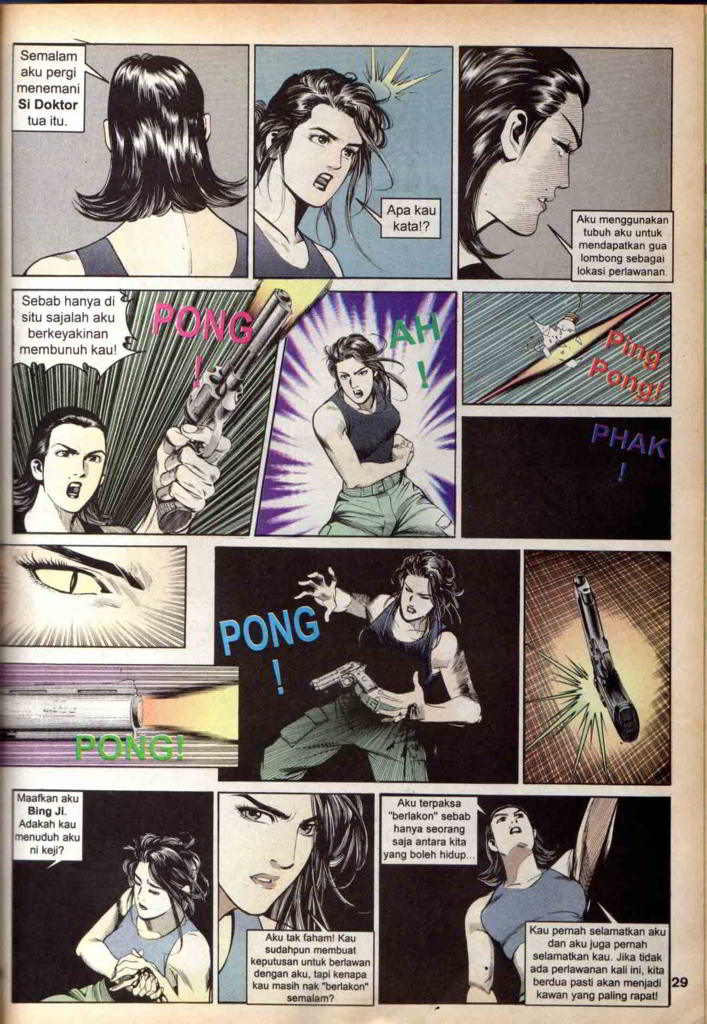 Semalam
aku pergi
menemani
Si Doktor
tua itu.
Apa kau
kata!?
Aku menggunakan
tubuh aku untuk
mendapatkan gua
lombong sebagai
lokasi perlawanan.
Sebab hanya di
situ sajalah aku
berkeyakinan
membunuh kau!
PONG
!
AH
!
Ping
Pong!
PHAK
!
PONG
!
PONG!
Maafkan aku
Bing Ji.
Adakah kau
menuduh aku
ni keji?
Aku tak faham! Kau
sudahpun membuat
keputusan untuk berlawan
dengan aku, tapi kenapa
kau masih nak "berlakon"
semalam?
Aku terpaksa
"berlakon" sebab
hanya seorang
saja antara kita
yang boleh hidup...
Kau pernah selamatkan aku
dan aku juga pernah
selamatkan kau. Jika tidak
ada perlawanan kali ini, kita
berdua pasti akan menjadi
kawan yang paling rapat!
29